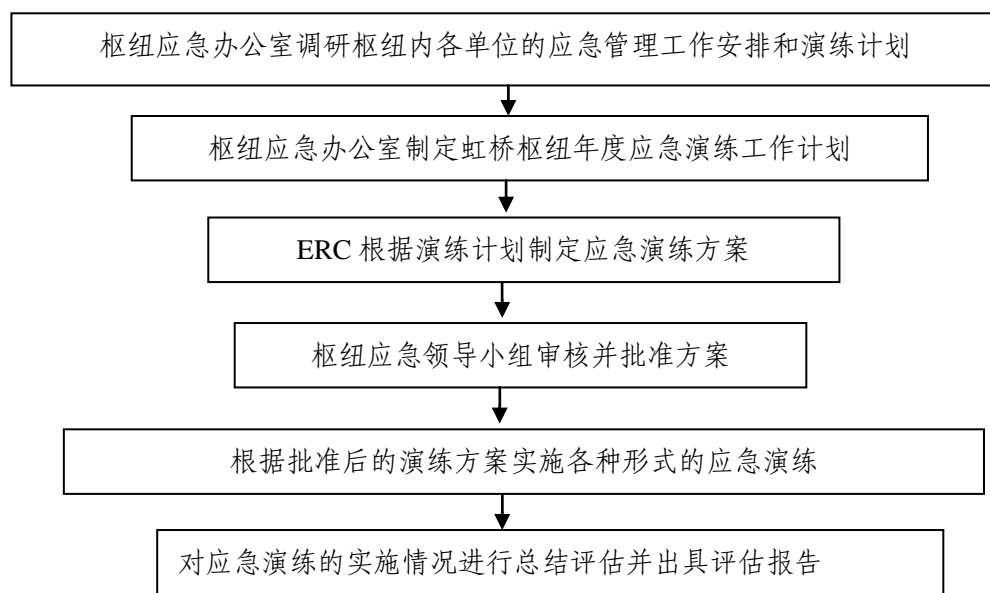 枢纽应急办公室调研枢纽内各单位的应急管理工作安排和演练计划
枢纽应急办公室制定虹桥枢纽年度应急演练工作计划
ERC 根据演练计划制定应急演练方案
枢纽应急领导小组审核并批准方案
根据批准后的演练方案实施各种形式的应急演练
对应急演练的实施情况进行总结评估并出具评估报告